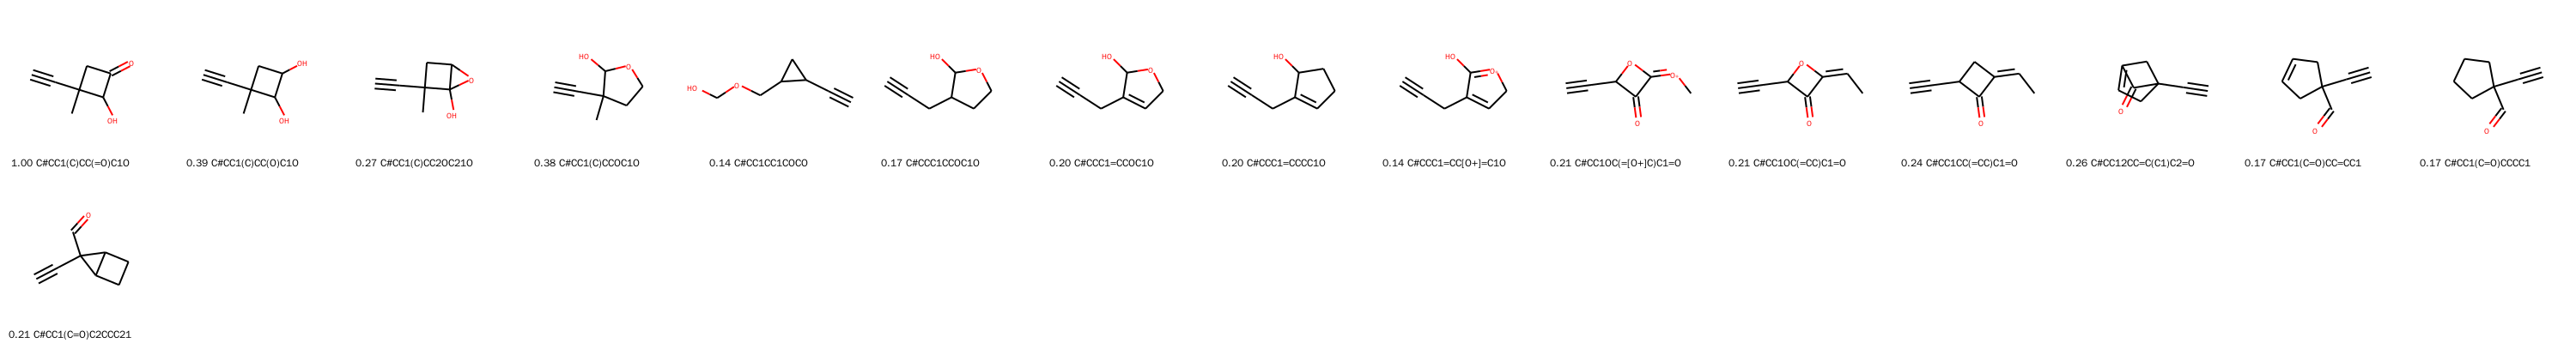 HO
HO
O
OH
O
O
HO
O
HO
O
HO
O
HO
O
O
OH
OH
O
HO
O
O
O
O
O
O
OH
OH
O
O
1.00 C#CC1(C)CC(=O)C1O
0.39 C#CC1(C)CC(O)C1O
0.27 C#CC1(C)CC2OC21O
0.38 C#CC1(C)CCOC1O
0.14 C#CC1CC1COCO
0.17 C#CCC1CCOC1O
0.20 C#CCC1=CCOC1O
0.20 C#CCC1=CCCC1O
0.14 C#CCC1=CC[O+]=C1O
0.21 C#CC1OC(=[O+]C)C1=O
0.21 C#CC1OC(=CC)C1=O
0.24 C#CC1CC(=CC)C1=O
0.26 C#CC12CC=C(C1)C2=O
0.17 C#CC1(C=O)CC=CC1
0.17 C#CC1(C=O)CCCC1
O
0.21 C#CC1(C=O)C2CCC21